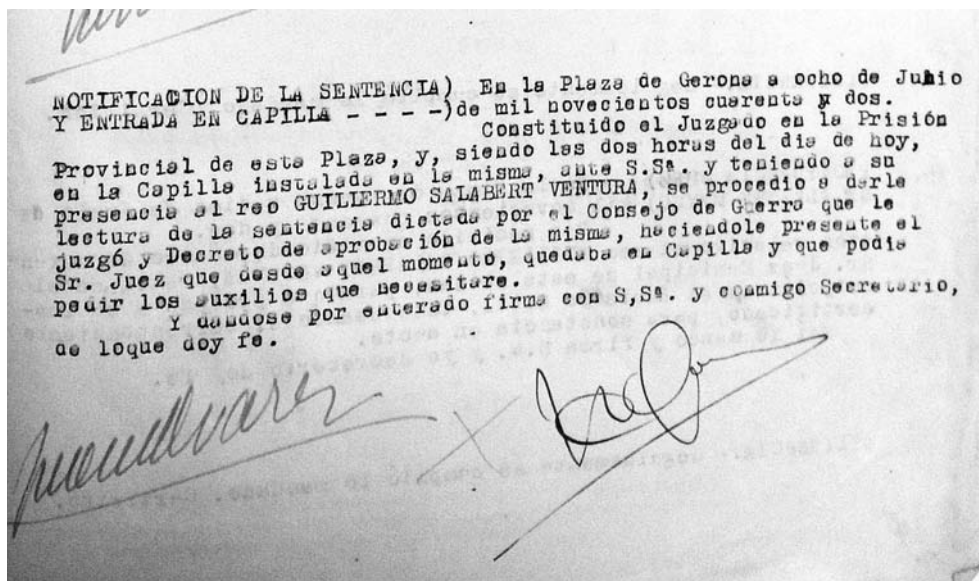 NOTIFICACION DE LA SENTENCIA) En la Plaza de Gerona a ocho de Junio
Y ENTRADA EN CAPILLA - - - -)de mil novecientos cuarenta y dos.
Constituido el Juzgado en la Prisión
Provincial de esta Plaza, y, siendo las dos horas del dia de hoy,
en la Capilla instalada en la misma, ante S.Sª. y teniendo a su
presencia al reo GUILLERMO SALABERT VENTURA, se procedio a darle
lectura de la sentencia dictada por el Consejo de Guerra que le
juzgó y Decreto de aprobación de la misma, haciendole presente el
Sr. Juez que desde aquel momento, quedaba en Capilla y que podia
pedir los auxilios que necesitare.
Y dandose por enterado firma con S,Sª. y conmigo Secretario,
de loque doy fe.